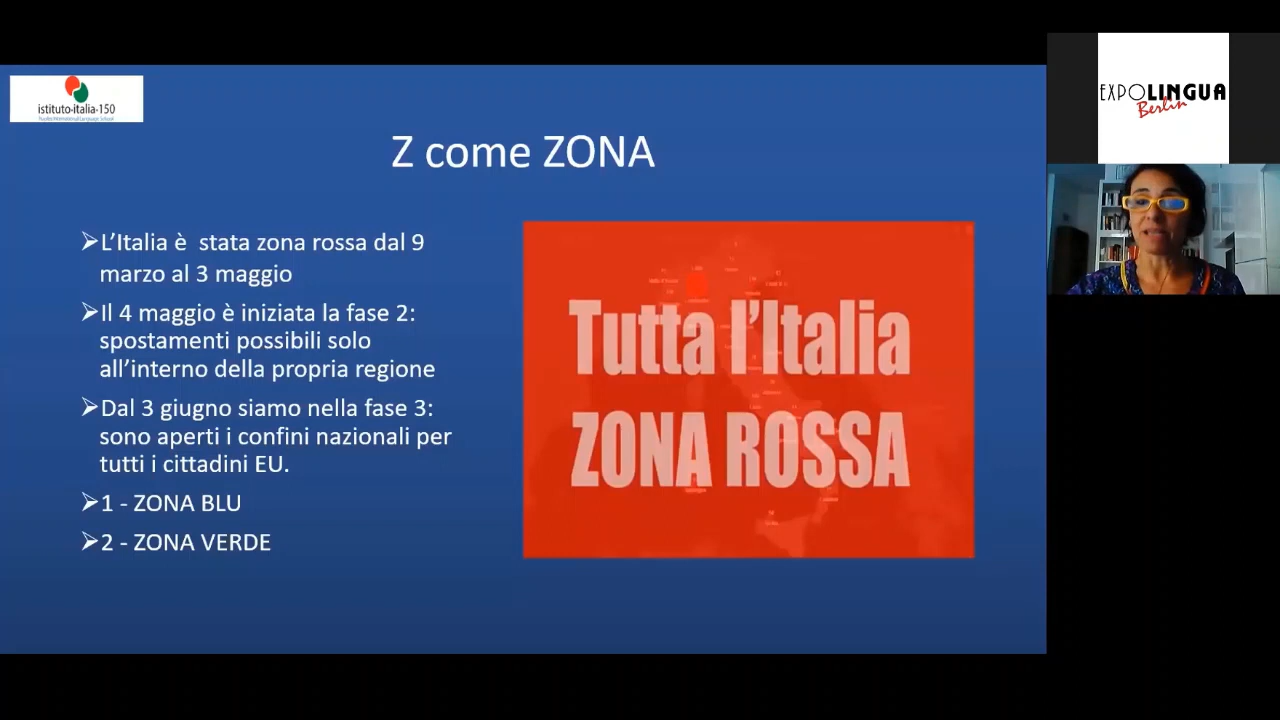 istituto-italia-150
Z come ZONA
L’Italia è stata zona rossa dal 9
marzo al 3 maggio
Il 4 maggio è iniziata la fase 2:
spostamenti possibili solo
all’interno della propria regione
Dal 3 giugno siamo nella fase 3:
sono aperti i confini nazionali per
tutti i cittadini EU.
1 - ZONA BLU
2 - ZONA VERDE
Tutta l’Italia
ZONA ROSSA
EXPOLINGUA
Berlin